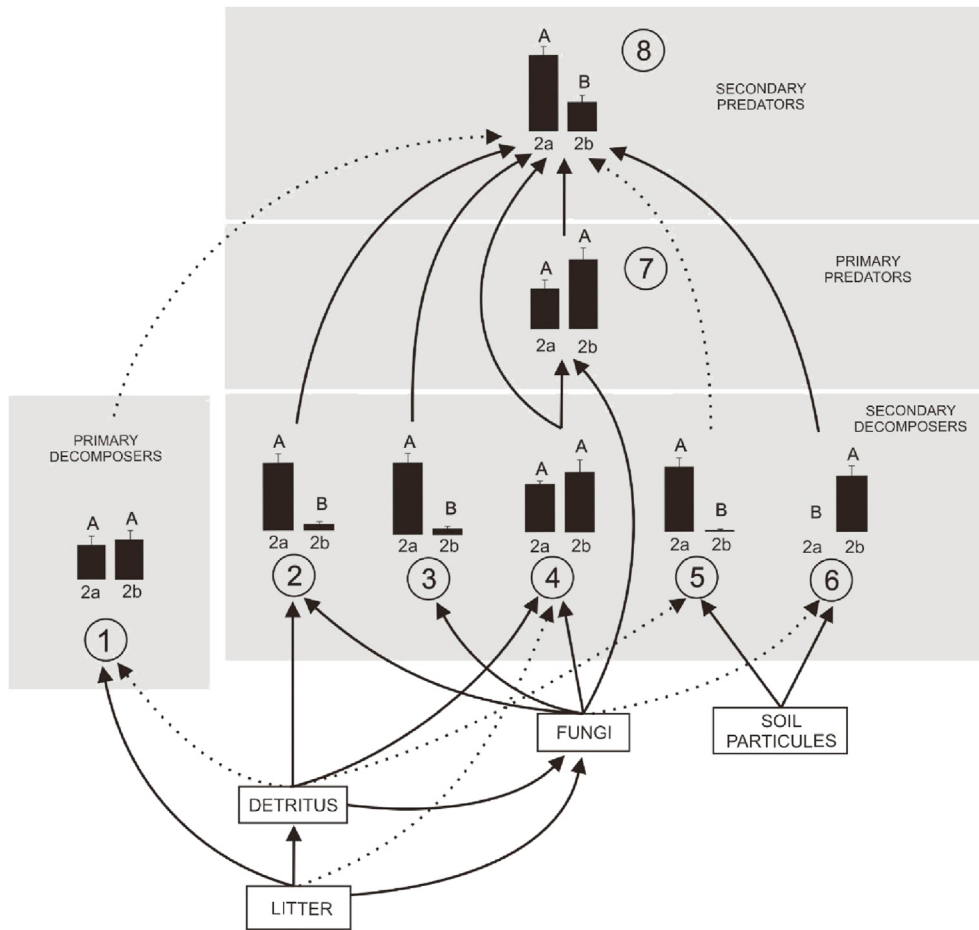 A
8
B
SECONDARY
PREDATORS
2a 2b
A
A
7
PRIMARY
PREDATORS
2a 2b
PRIMARY
DECOMPOSERS
SECONDARY
DECOMPOSERS
A A
2a 2b
1
A B
2a 2b
2
A B
2a 2b
3
A A
2a 2b
4
A B
2a 2b
5
B A
2a 2b
6
FUNGI
SOIL
PARTICULES
DETRITUS
LITTER